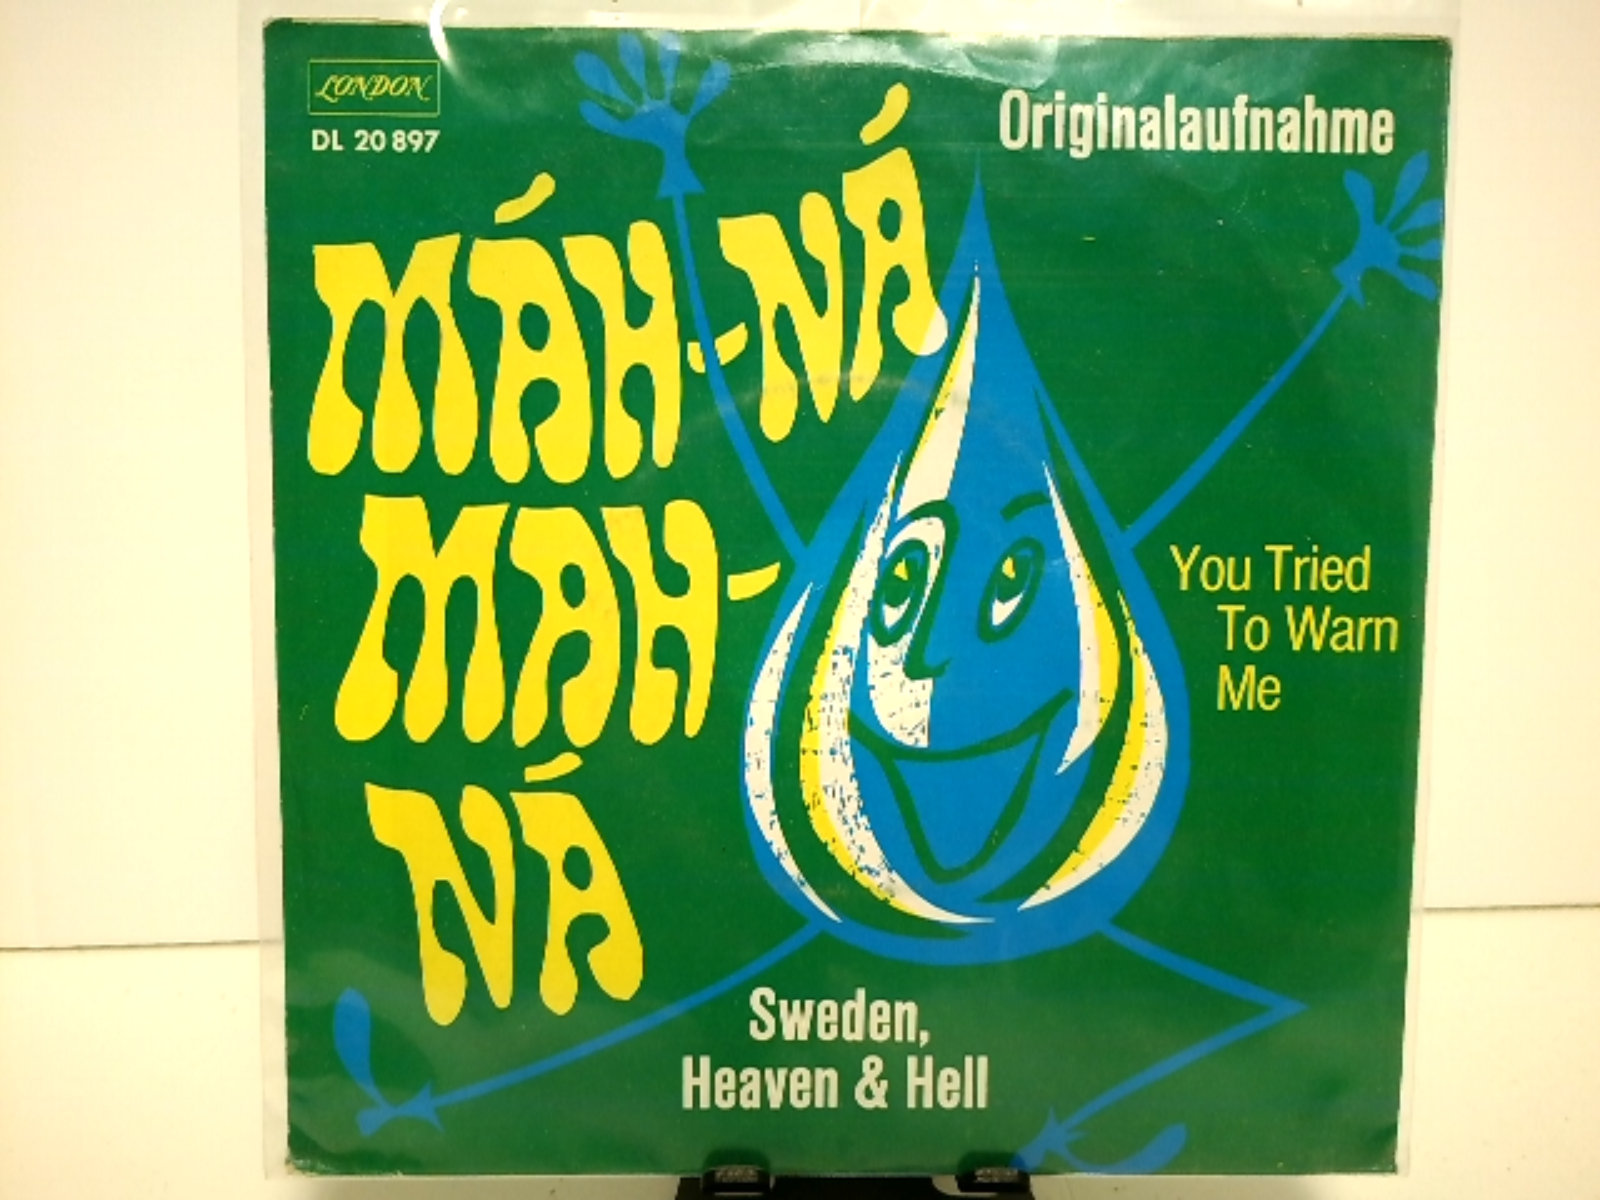 LONDON
DL 20 897
Originalaufnahme
MÁH-NÁ
MAH-
NÁ
You Tried
To Warn
Me
Sweden,
Heaven & Hell